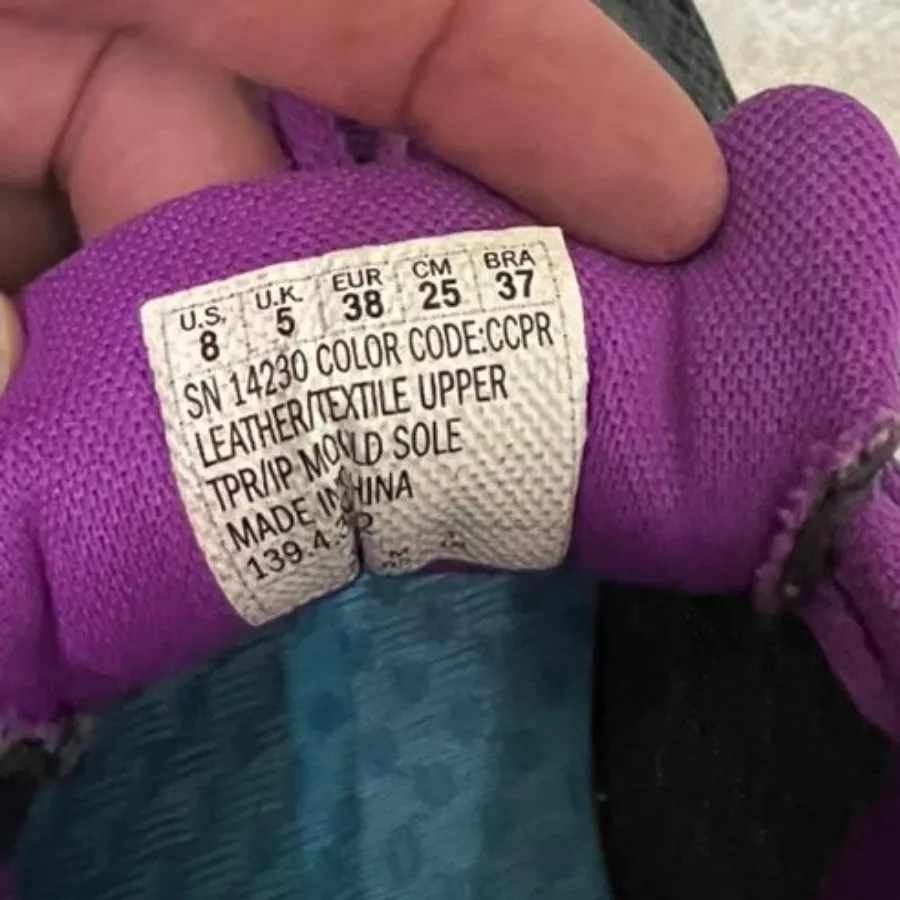 U.S. U.K. EUR CM BRA
8 5 38 25 37
SN 14230 COLOR CODE:CCPR
LEATHER/TEXTILE UPPER
TPR/IP MOULD SOLE
MADE IN CHINA